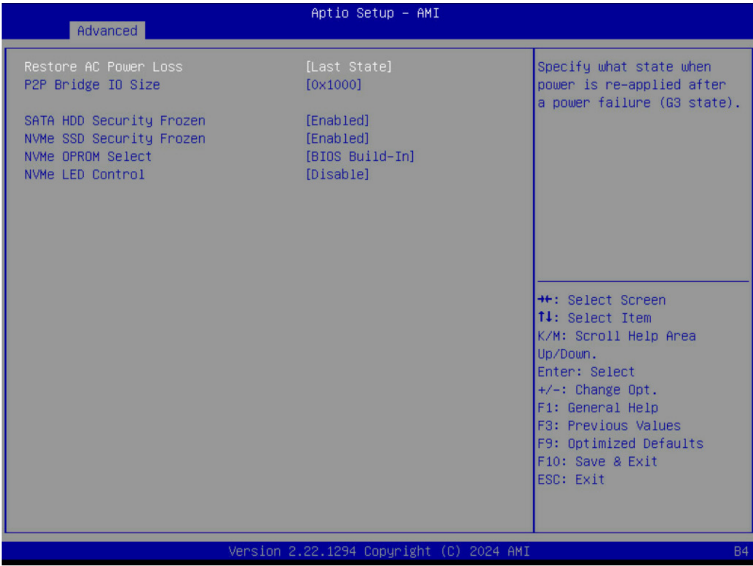 Aptio Setup – AMI
Advanced
Restore AC Power Loss [Last State]
P2P Bridge IO Size [0x1000]
SATA HDD Security Frozen [Enabled]
NVMe SSD Security Frozen [Enabled]
NVMe OPROM Select [BIOS Build-In]
NVMe LED Control [Disable]
Specify what state when
power is re-applied after
a power failure (G3 state).
→←: Select Screen
↑↓: Select Item
K/M: Scroll Help Area
Up/Down.
Enter: Select
+/-: Change Opt.
F1: General Help
F3: Previous Values
F9: Optimized Defaults
F10: Save & Exit
ESC: Exit
Version 2.22.1294 Copyright (C) 2024 AMI
B4